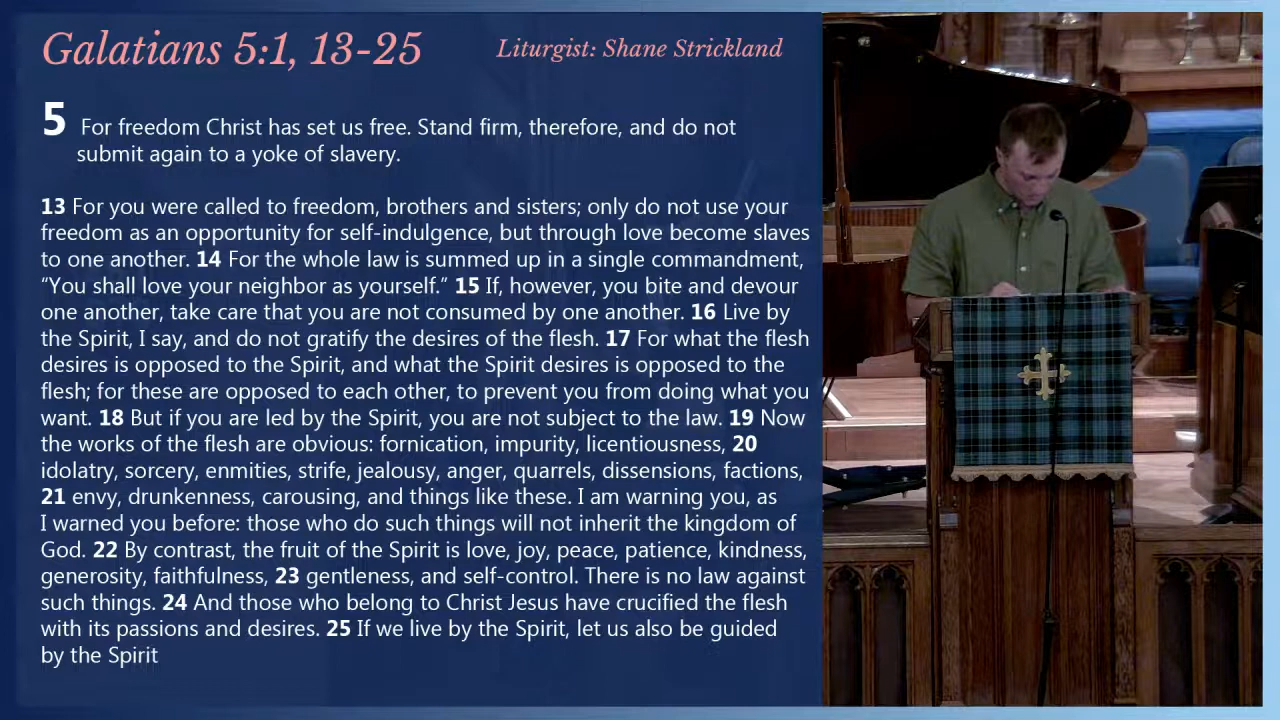 Galatians 5:1, 13-25
Liturgist: Shane Strickland
5 For freedom Christ has set us free. Stand firm, therefore, and do not
submit again to a yoke of slavery.
13 For you were called to freedom, brothers and sisters; only do not use your
freedom as an opportunity for self-indulgence, but through love become slaves
to one another. 14 For the whole law is summed up in a single commandment,
“You shall love your neighbor as yourself.” 15 If, however, you bite and devour
one another, take care that you are not consumed by one another. 16 Live by
the Spirit, I say, and do not gratify the desires of the flesh. 17 For what the flesh
desires is opposed to the Spirit, and what the Spirit desires is opposed to the
flesh; for these are opposed to each other, to prevent you from doing what you
want. 18 But if you are led by the Spirit, you are not subject to the law. 19 Now
the works of the flesh are obvious: fornication, impurity, licentiousness, 20
idolatry, sorcery, enmities, strife, jealousy, anger, quarrels, dissensions, factions,
21 envy, drunkenness, carousing, and things like these. I am warning you, as
I warned you before: those who do such things will not inherit the kingdom of
God. 22 By contrast, the fruit of the Spirit is love, joy, peace, patience, kindness,
generosity, faithfulness, 23 gentleness, and self-control. There is no law against
such things. 24 And those who belong to Christ Jesus have crucified the flesh
with its passions and desires. 25 If we live by the Spirit, let us also be guided
by the Spirit